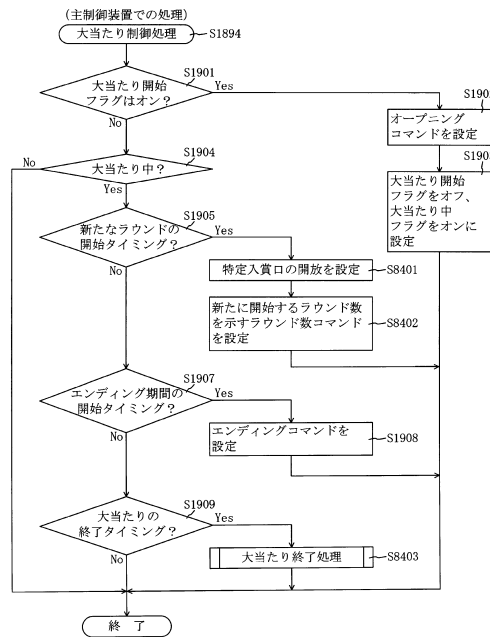 (主制御装置での処理)
大当たり制御処理
S1894
大当たり開始
フラグはオン?
S1901
Yes
No
S190
オープニング
コマンドを設定
S190
大当たり開始
フラグをオフ、
大当たり中
フラグをオンに
設定
大当たり中?
S1904
No
Yes
新たなラウンドの
開始タイミング?
S1905
Yes
No
特定入賞口の開放を設定
S8401
新たに開始するラウンド数
を示すラウンド数コマンド
を設定
S8402
エンディング期間の
開始タイミング?
S1907
Yes
No
エンディングコマンドを
設定
S1908
大当たりの
終了タイミング?
S1909
Yes
No
大当たり終了処理
S8403
終 了